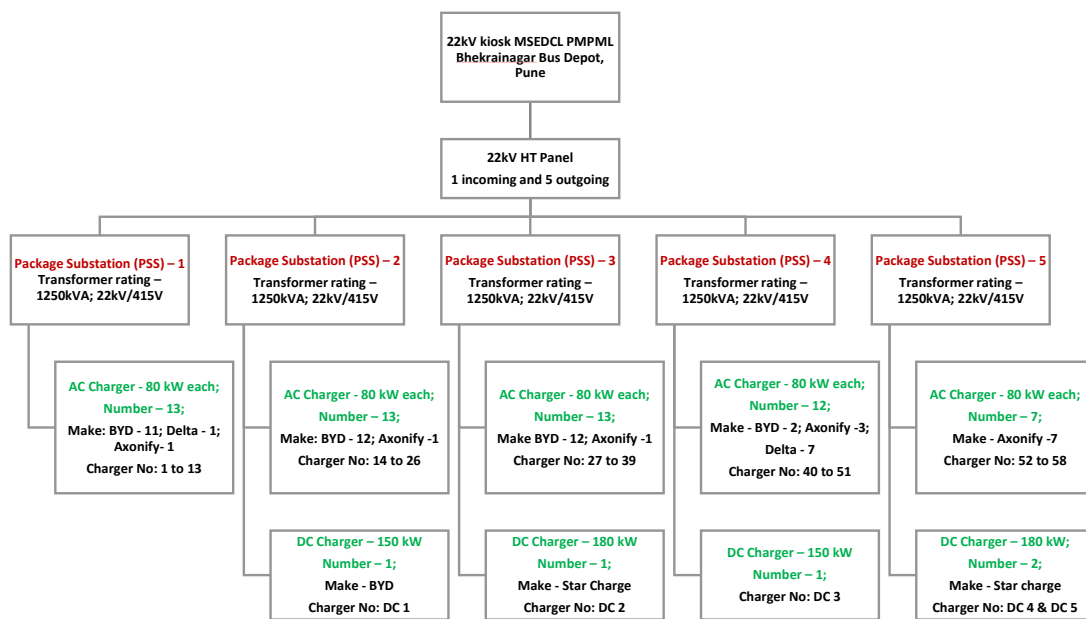 22kV kiosk MSEDCL PMPML
Bhekrainagar Bus Depot,
Pune
22kV HT Panel
1 incoming and 5 outgoing
Package Substation (PSS) – 1
Transformer rating –
1250kVA; 22kV/415V
Package Substation (PSS) – 2
Transformer rating –
1250kVA; 22kV/415V
Package Substation (PSS) – 3
Transformer rating –
1250kVA; 22kV/415V
Package Substation (PSS) – 4
Transformer rating –
1250kVA; 22kV/415V
Package Substation (PSS) – 5
Transformer rating –
1250kVA; 22kV/415V
AC Charger - 80 kW each;
Number – 13;
Make: BYD - 11; Delta - 1;
Axonify- 1
Charger No: 1 to 13
AC Charger - 80 kW each;
Number – 13;
Make: BYD - 12; Axonify -1
Charger No: 14 to 26
AC Charger - 80 kW each;
Number – 13;
Make BYD - 12; Axonify -1
Charger No: 27 to 39
AC Charger - 80 kW each;
Number – 12;
Make - BYD - 2; Axonify -3;
Delta - 7
Charger No: 40 to 51
AC Charger - 80 kW each;
Number – 7;
Make - Axonify -7
Charger No: 52 to 58
DC Charger – 150 kW
Number – 1;
Make - BYD
Charger No: DC 1
DC Charger – 180 kW
Number – 1;
Make - Star Charge
Charger No: DC 2
DC Charger – 150 kW
Number – 1;
Charger No: DC 3
DC Charger – 180 kW;
Number – 2;
Make - Star charge
Charger No: DC 4 & DC 5